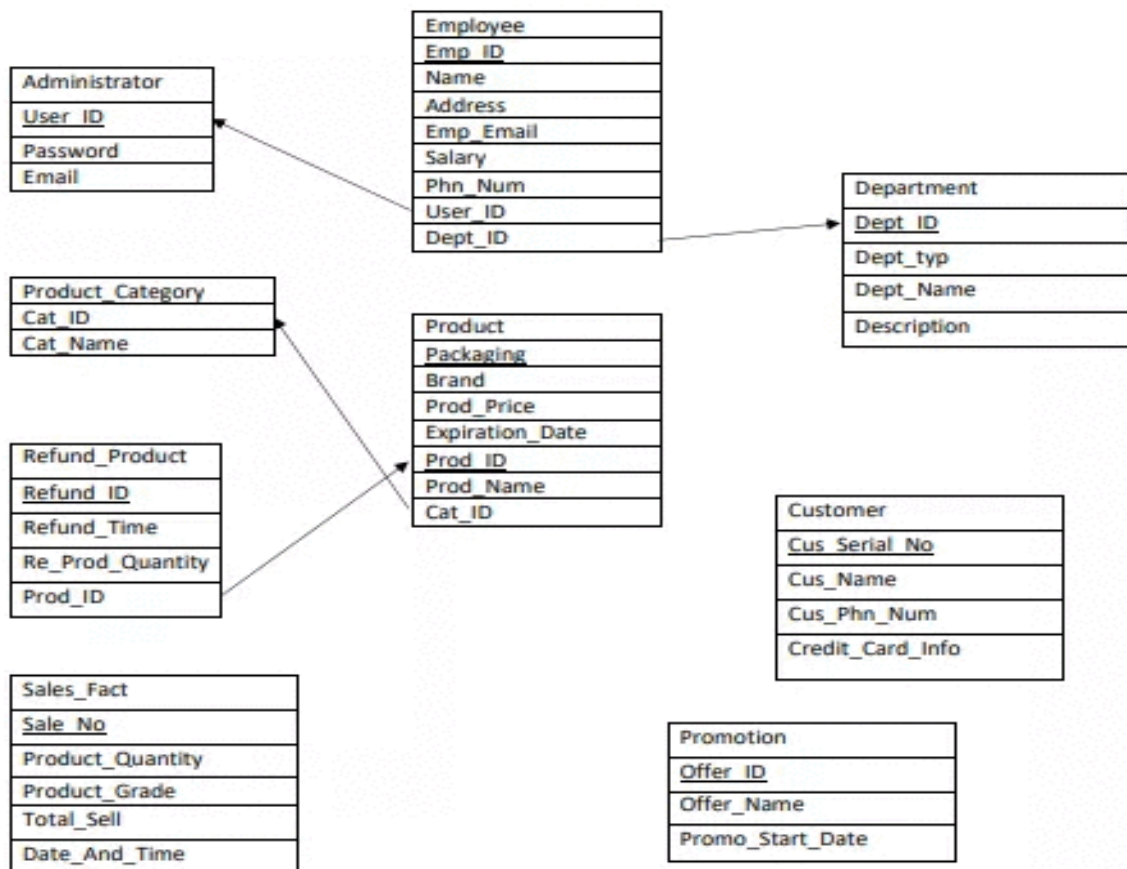 Administrator
User_ID
Password
Email
Employee
Emp_ID
Name
Address
Emp_Email
Salary
Phn_Num
User_ID
Dept_ID
Department
Dept_ID
Dept_typ
Dept_Name
Description
Product_Category
Cat_ID
Cat_Name
Product
Packaging
Brand
Prod_Price
Expiration_Date
Prod_ID
Prod_Name
Cat_ID
Refund_Product
Refund_ID
Refund_Time
Re_Prod_Quantity
Prod_ID
Customer
Cus_Serial_No
Cus_Name
Cus_Phn_Num
Credit_Card_Info
Sales_Fact
Sale_No
Product_Quantity
Product_Grade
Total_Sell
Date_And_Time
Promotion
Offer_ID
Offer_Name
Promo_Start_Date